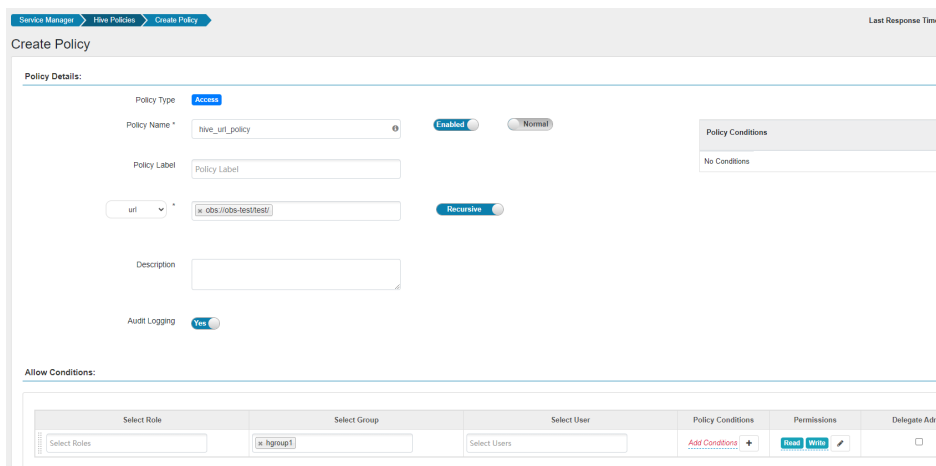 Service Manager Hive Policies Create Policy Last Response Time
Create Policy
Policy Details:
Policy Type Access
Policy Name * hive_url_policy Enabled Normal
Policy Conditions
No Conditions
Policy Label Policy Label
url * × obs://obs-test/test/ Recursive
Description
Audit Logging Yes
Allow Conditions:
Select Role Select Group Select User Policy Conditions Permissions Delegate Adm
Select Roles × hgroup1 Select Users Add Conditions + Read Write